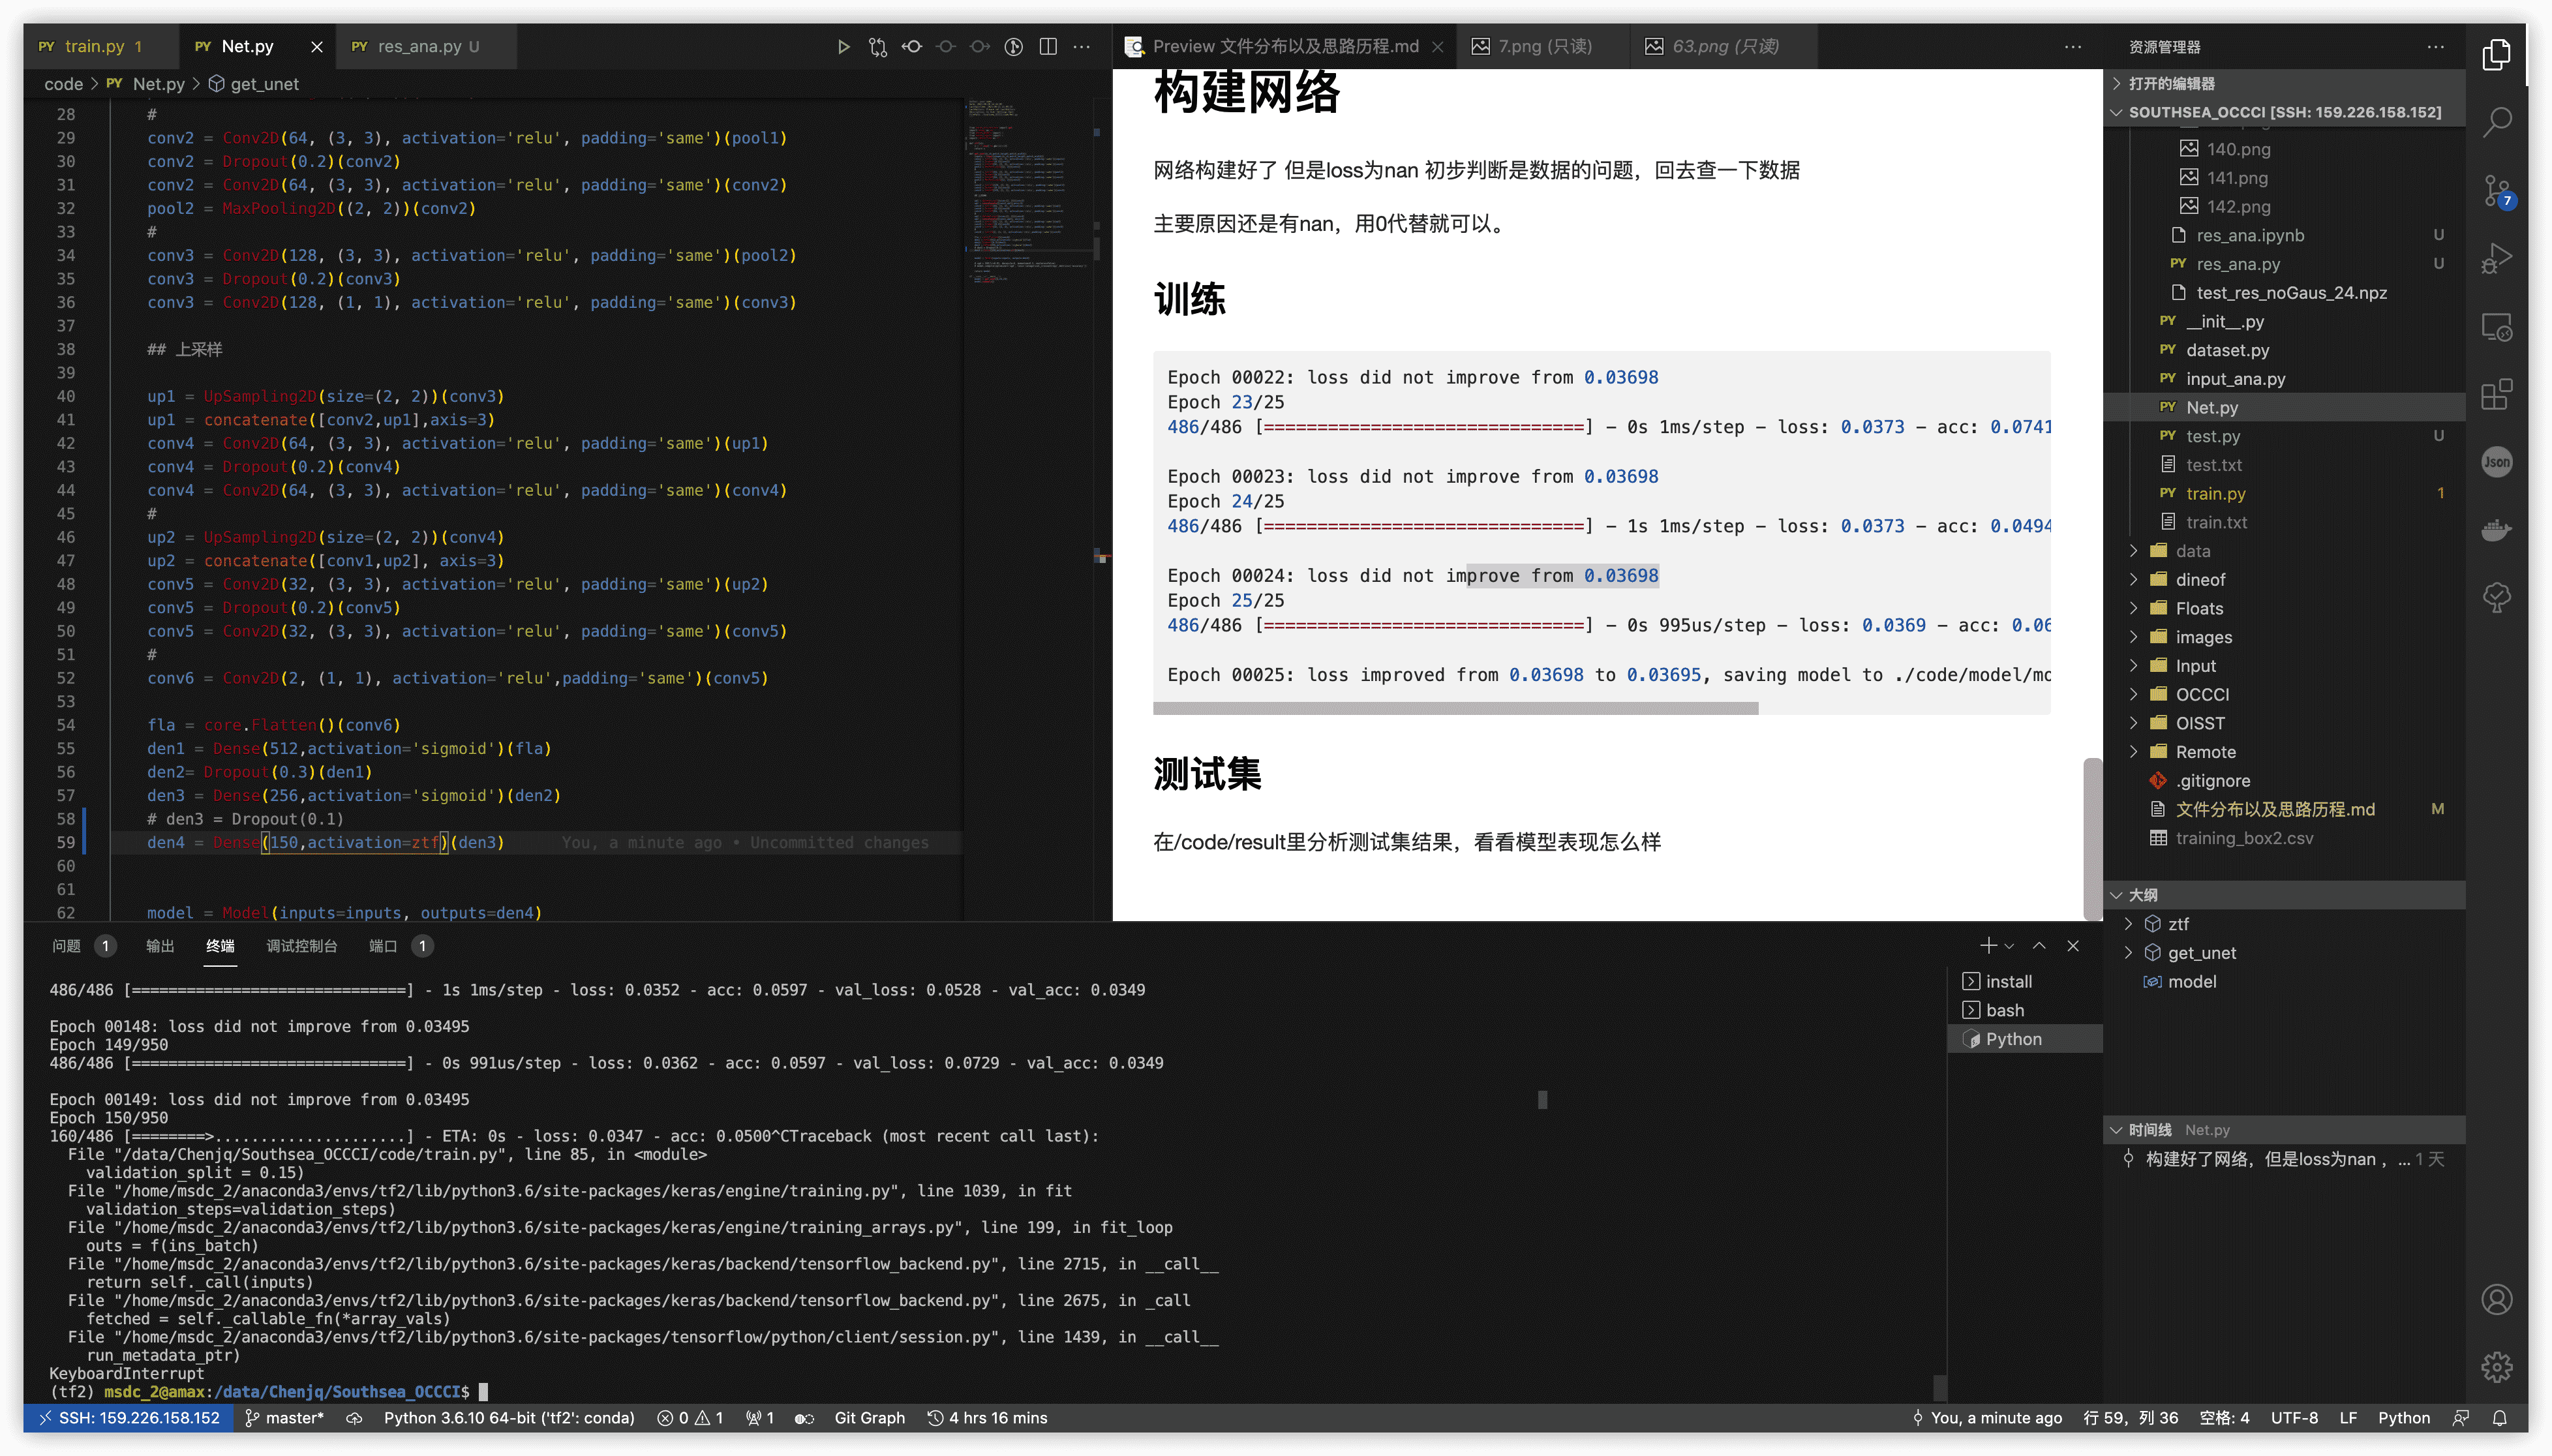 train.py 1
Net.py
res_ana.py U
code > Net.py > get_unet
28 #
29 conv2 = Conv2D(64, (3, 3), activation='relu', padding='same')(pool1)
30 conv2 = Dropout(0.2)(conv2)
31 conv2 = Conv2D(64, (3, 3), activation='relu', padding='same')(conv2)
32 pool2 = MaxPooling2D((2, 2))(conv2)
33 #
34 conv3 = Conv2D(128, (3, 3), activation='relu', padding='same')(pool2)
35 conv3 = Dropout(0.2)(conv3)
36 conv3 = Conv2D(128, (1, 1), activation='relu', padding='same')(conv3)
37
38 ## 上采样
39
40 up1 = UpSampling2D(size=(2, 2))(conv3)
41 up1 = concatenate([conv2,up1],axis=3)
42 conv4 = Conv2D(64, (3, 3), activation='relu', padding='same')(up1)
43 conv4 = Dropout(0.2)(conv4)
44 conv4 = Conv2D(64, (3, 3), activation='relu', padding='same')(conv4)
45 #
46 up2 = UpSampling2D(size=(2, 2))(conv4)
47 up2 = concatenate([conv1,up2], axis=3)
48 conv5 = Conv2D(32, (3, 3), activation='relu', padding='same')(up2)
49 conv5 = Dropout(0.2)(conv5)
50 conv5 = Conv2D(32, (3, 3), activation='relu', padding='same')(conv5)
51 #
52 conv6 = Conv2D(2, (1, 1), activation='relu',padding='same')(conv5)
53
54 fla = core.Flatten()(conv6)
55 den1 = Dense(512,activation='sigmoid')(fla)
56 den2= Dropout(0.3)(den1)
57 den3 = Dense(256,activation='sigmoid')(den2)
58 # den3 = Dropout(0.1)
59 den4 = Dense(150,activation=ztf)(den3) You, a minute ago • Uncommitted changes
60
61
62 model = Model(inputs=inputs, outputs=den4)
Preview 文件分布以及思路历程.md
7.png (只读)
63.png (只读)
构建网络
网络构建好了 但是loss为nan 初步判断是数据的问题，回去查一下数据
主要原因还是有nan，用0代替就可以。
训练
Epoch 00022: loss did not improve from 0.03698
Epoch 23/25
486/486 [==============================] - 0s 1ms/step - loss: 0.0373 - acc: 0.0741
Epoch 00023: loss did not improve from 0.03698
Epoch 24/25
486/486 [==============================] - 1s 1ms/step - loss: 0.0373 - acc: 0.0494
Epoch 00024: loss did not improve from 0.03698
Epoch 25/25
486/486 [==============================] - 0s 995us/step - loss: 0.0369 - acc: 0.06
Epoch 00025: loss improved from 0.03698 to 0.03695, saving model to ./code/model/mo
测试集
在/code/result里分析测试集结果，看看模型表现怎么样
资源管理器
打开的编辑器
SOUTHSEA_OCCCI [SSH: 159.226.158.152]
140.png
141.png
142.png
res_ana.ipynb U
res_ana.py U
test_res_noGaus_24.npz
__init__.py
dataset.py
input_ana.py
Net.py
test.py U
test.txt
train.py 1
train.txt
data
dineof
Floats
images
Input
OCCCI
OISST
Remote
.gitignore
文件分布以及思路历程.md M
training_box2.csv
大纲
ztf
get_unet
model
时间线 Net.py
构建好了网络，但是loss为nan ，... 1 天
7
Json
问题 1 输出 终端 调试控制台 端口 1
486/486 [==============================] - 1s 1ms/step - loss: 0.0352 - acc: 0.0597 - val_loss: 0.0528 - val_acc: 0.0349
Epoch 00148: loss did not improve from 0.03495
Epoch 149/950
486/486 [==============================] - 0s 991us/step - loss: 0.0362 - acc: 0.0597 - val_loss: 0.0729 - val_acc: 0.0349
Epoch 00149: loss did not improve from 0.03495
Epoch 150/950
160/486 [========>.....................] - ETA: 0s - loss: 0.0347 - acc: 0.0500^CTraceback (most recent call last):
File "/data/Chenjq/Southsea_OCCCI/code/train.py", line 85, in <module>
validation_split = 0.15)
File "/home/msdc_2/anaconda3/envs/tf2/lib/python3.6/site-packages/keras/engine/training.py", line 1039, in fit
validation_steps=validation_steps)
File "/home/msdc_2/anaconda3/envs/tf2/lib/python3.6/site-packages/keras/engine/training_arrays.py", line 199, in fit_loop
outs = f(ins_batch)
File "/home/msdc_2/anaconda3/envs/tf2/lib/python3.6/site-packages/keras/backend/tensorflow_backend.py", line 2715, in __call__
return self._call(inputs)
File "/home/msdc_2/anaconda3/envs/tf2/lib/python3.6/site-packages/keras/backend/tensorflow_backend.py", line 2675, in _call
fetched = self._callable_fn(*array_vals)
File "/home/msdc_2/anaconda3/envs/tf2/lib/python3.6/site-packages/tensorflow/python/client/session.py", line 1439, in __call__
run_metadata_ptr)
KeyboardInterrupt
(tf2) msdc_2@amax:/data/Chenjq/Southsea_OCCCI$
install
bash
Python
SSH: 159.226.158.152 master* Python 3.6.10 64-bit ('tf2': conda) 0 1 1 Git Graph 4 hrs 16 mins You, a minute ago 行 59，列 36 空格: 4 UTF-8 LF Python